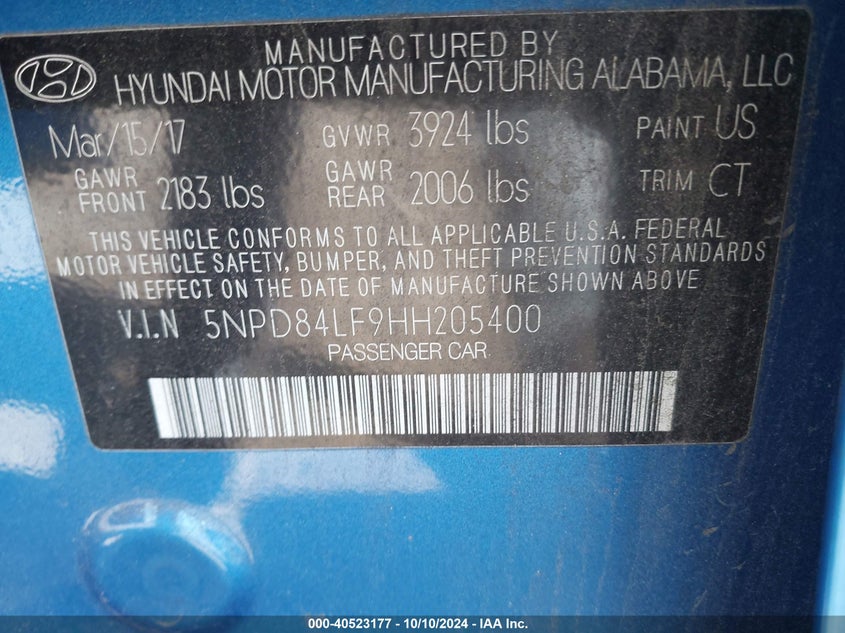 MANUFACTURED BY
HYUNDAI MOTOR MANUFACTURING ALABAMA, LLC
Mar/15/17 GVWR 3924 lbs PAINT US
GAWR FRONT 2183 lbs GAWR REAR 2006 lbs TRIM CT
THIS VEHICLE CONFORMS TO ALL APPLICABLE U.S.A. FEDERAL
MOTOR VEHICLE SAFETY, BUMPER, AND THEFT PREVENTION STANDARDS
IN EFFECT ON THE DATE OF MANUFACTURE SHOWN ABOVE
V.I.N 5NPD84LF9HH205400
PASSENGER CAR
000-40523177 - 10/10/2024 - IAA Inc.